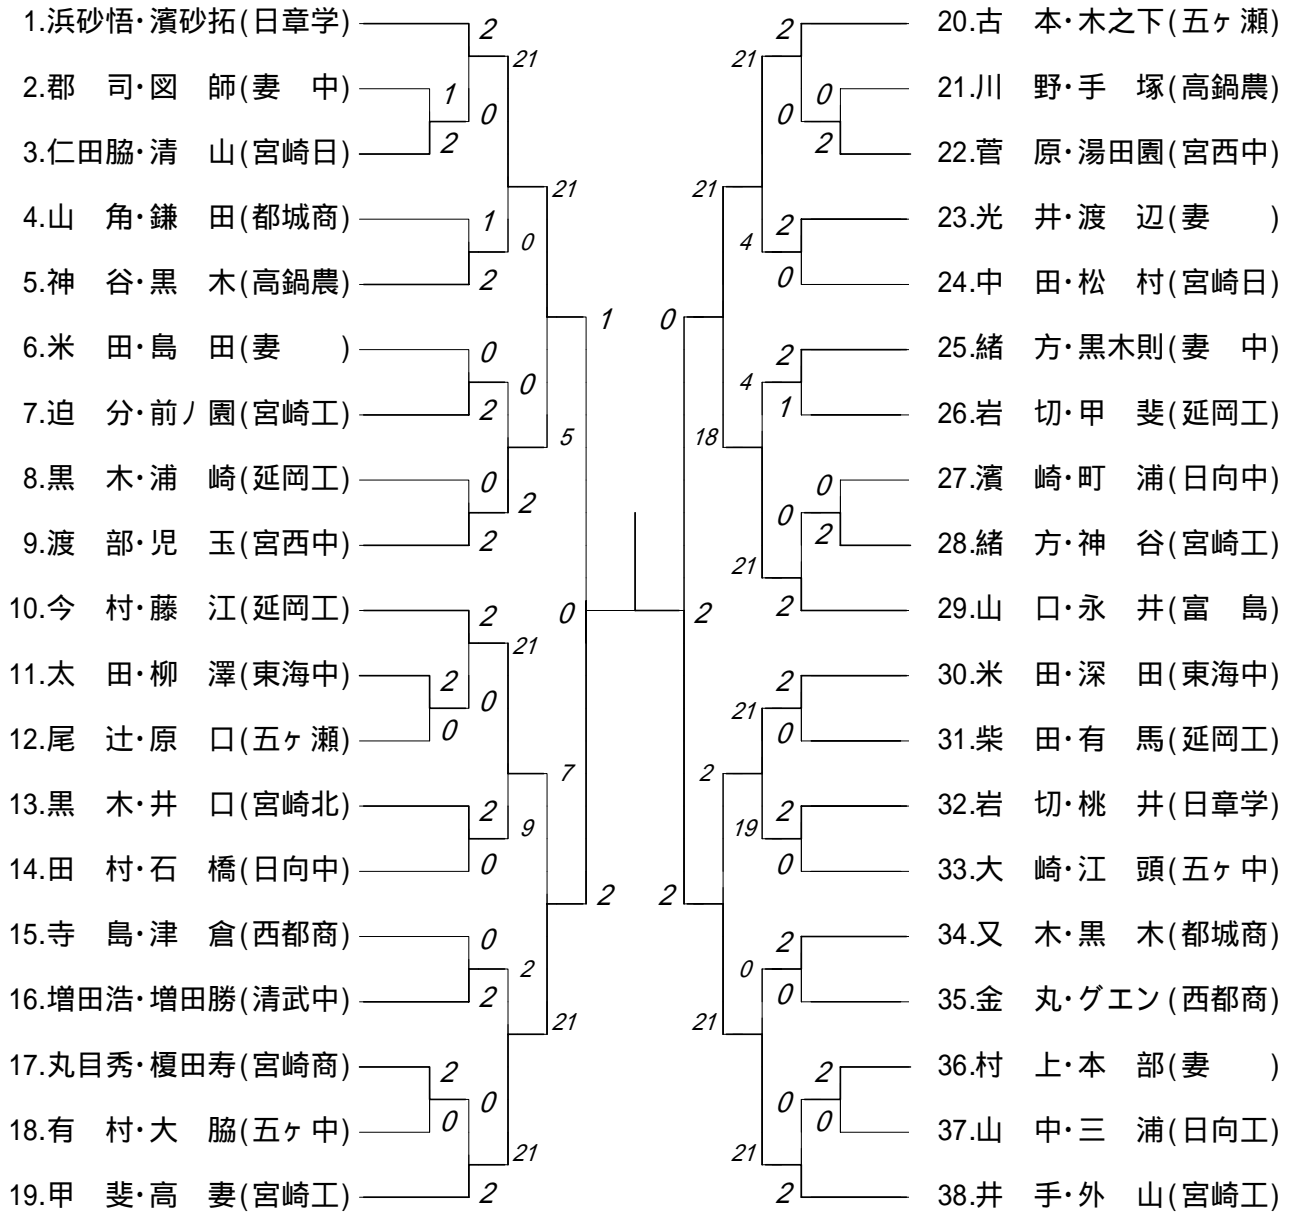 1.浜砂悟・濱砂拓(日章学)
2.郡　司・図　師(妻　中)
3.仁田脇・清　山(宮崎日)
4.山　角・鎌　田(都城商)
5.神　谷・黒　木(高鍋農)
6.米　田・島　田(妻　　)
7.迫　分・前ノ園(宮崎工)
8.黒　木・浦　崎(延岡工)
9.渡　部・児　玉(宮西中)
10.今　村・藤　江(延岡工)
11.太　田・柳　澤(東海中)
12.尾　辻・原　口(五ヶ瀬)
13.黒　木・井　口(宮崎北)
14.田　村・石　橋(日向中)
15.寺　島・津　倉(西都商)
16.増田浩・増田勝(清武中)
17.丸目秀・榎田寿(宮崎商)
18.有　村・大　脇(五ヶ中)
19.甲　斐・高　妻(宮崎工)
2
21
1
0
2
21
1
0
2
1
0
0
2
5
0
2
2
0
2
21
2
0
0
7
2
9
0
2
0
2
2
21
2
0
0
21
2
2
21
0
0
2
21
2
4
0
0
2
4
1
18
0
0
2
21
2
2
2
21
0
2
2
19
0
2
2
0
0
21
2
0
0
21
2
20.古　本・木之下(五ヶ瀬)
21.川　野・手　塚(高鍋農)
22.菅　原・湯田園(宮西中)
23.光　井・渡　辺(妻　　)
24.中　田・松　村(宮崎日)
25.緒　方・黒木則(妻　中)
26.岩　切・甲　斐(延岡工)
27.濱　崎・町　浦(日向中)
28.緒　方・神　谷(宮崎工)
29.山　口・永　井(富　島)
30.米　田・深　田(東海中)
31.柴　田・有　馬(延岡工)
32.岩　切・桃　井(日章学)
33.大　崎・江　頭(五ヶ中)
34.又　木・黒　木(都城商)
35.金　丸・グエン(西都商)
36.村　上・本　部(妻　　)
37.山　中・三　浦(日向工)
38.井　手・外　山(宮崎工)